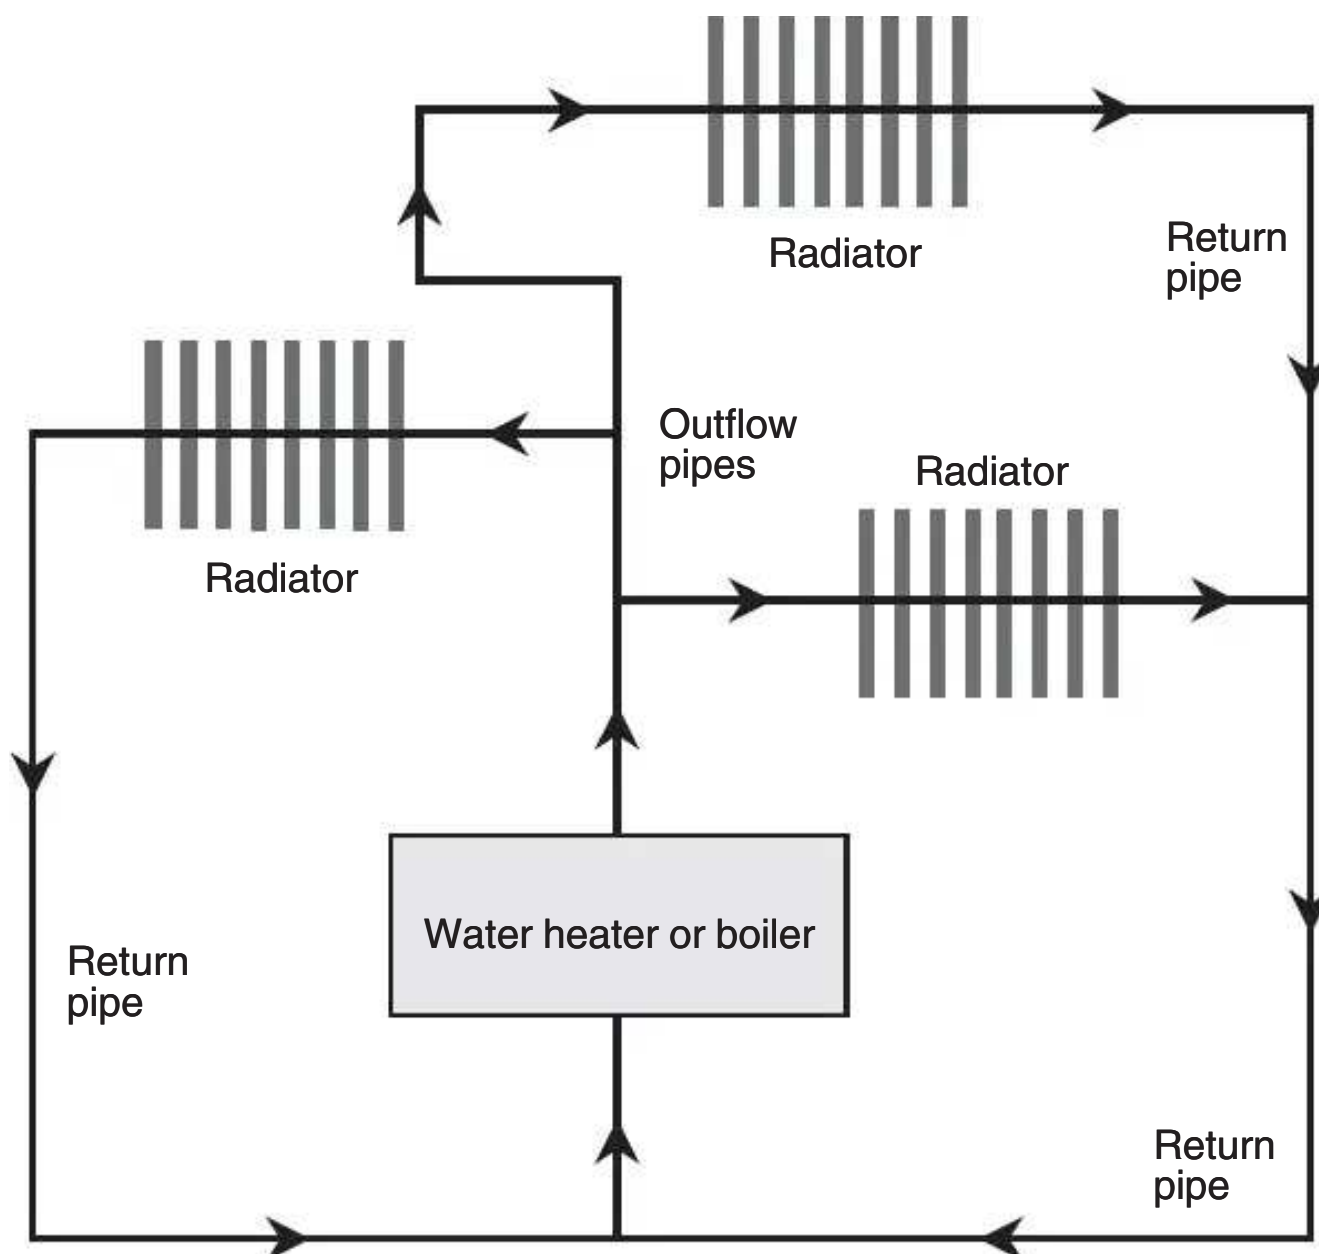 Radiator
Return
pipe
Outflow
pipes
Radiator
Radiator
Water heater or boiler
Return
pipe
Return
pipe